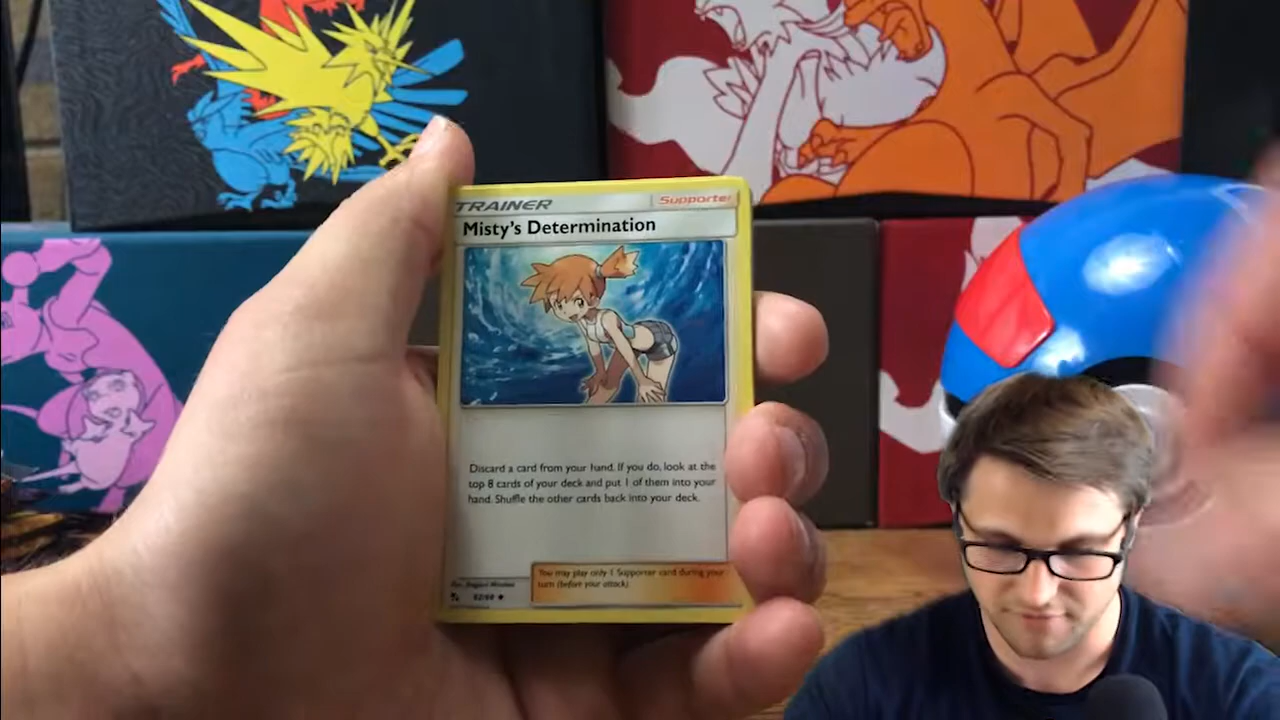 TRAINER
Supporter
Misty's Determination
Discard a card from your hand. If you do, look at the
top 8 cards of your deck and put 1 of them into your
hand. Shuffle the other cards back into your deck.
You may play only 1 Supporter card during your
turn (before your attack).